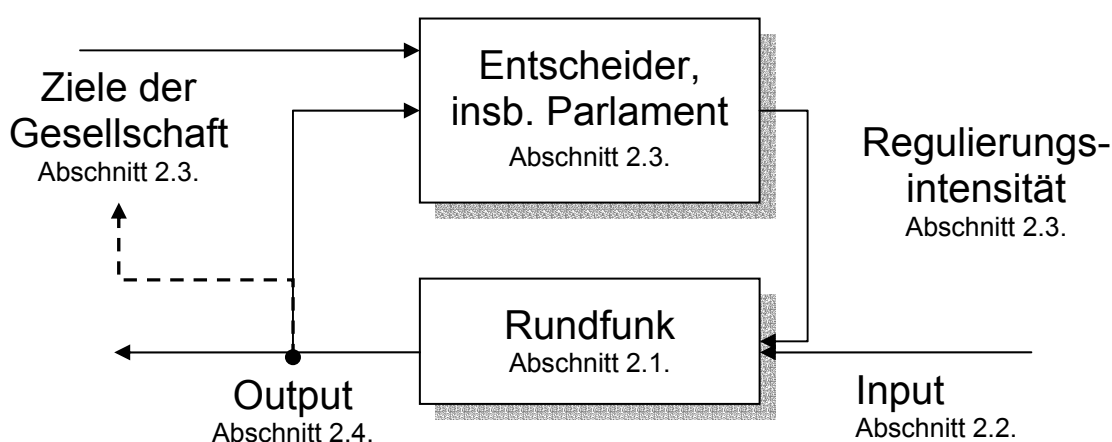 Ziele der
Gesellschaft
Abschnitt 2.3.
Entscheider,
insb. Parlament
Abschnitt 2.3.
Regulierungs-
intensität
Abschnitt 2.3.
Rundfunk
Abschnitt 2.1.
Output
Abschnitt 2.4.
Input
Abschnitt 2.2.